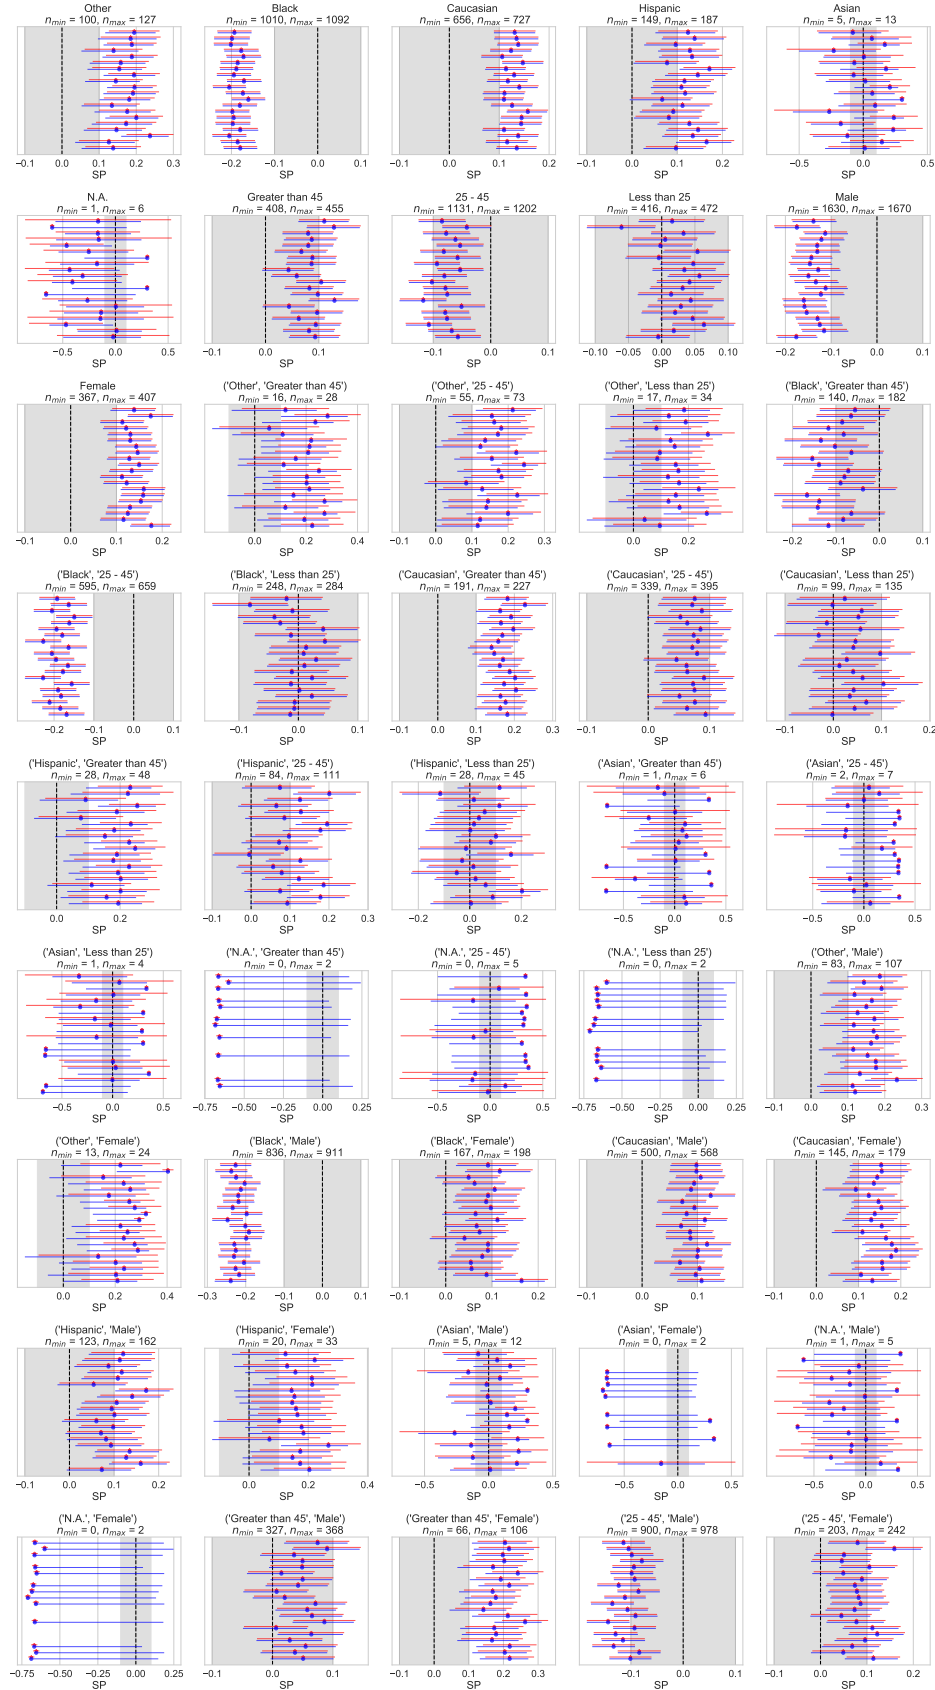 Other
n_min = 100, n_max = 127
Black
n_min = 1010, n_max = 1092
Caucasian
n_min = 656, n_max = 727
Hispanic
n_min = 149, n_max = 187
Asian
n_min = 5, n_max = 13
−0.1 0.0 0.1 0.2 0.3
SP
−0.2 −0.1 0.0 0.1
SP
−0.1 0.0 0.1 0.2
SP
−0.1 0.0 0.1 0.2
SP
−0.5 0.0 0.5
SP
N.A.
n_min = 1, n_max = 6
Greater than 45
n_min = 408, n_max = 455
25 - 45
n_min = 1131, n_max = 1202
Less than 25
n_min = 416, n_max = 472
Male
n_min = 1630, n_max = 1670
−0.5 0.0 0.5
SP
−0.1 0.0 0.1
SP
−0.1 0.0 0.1
SP
−0.10 −0.05 0.00 0.05 0.10
SP
−0.2 −0.1 0.0 0.1
SP
Female
n_min = 367, n_max = 407
('Other', 'Greater than 45')
n_min = 16, n_max = 28
('Other', '25 - 45')
n_min = 55, n_max = 73
('Other', 'Less than 25')
n_min = 17, n_max = 34
('Black', 'Greater than 45')
n_min = 140, n_max = 182
−0.1 0.0 0.1 0.2
SP
0.0 0.2 0.4
SP
−0.1 0.0 0.1 0.2 0.3
SP
0.0 0.2
SP
−0.2 −0.1 0.0 0.1
SP
('Black', '25 - 45')
n_min = 595, n_max = 659
('Black', 'Less than 25')
n_min = 248, n_max = 284
('Caucasian', 'Greater than 45')
n_min = 191, n_max = 227
('Caucasian', '25 - 45')
n_min = 339, n_max = 395
('Caucasian', 'Less than 25')
n_min = 99, n_max = 135
−0.2 −0.1 0.0 0.1
SP
−0.1 0.0 0.1
SP
−0.1 0.0 0.1 0.2 0.3
SP
−0.1 0.0 0.1
SP
−0.1 0.0 0.1 0.2
SP
('Hispanic', 'Greater than 45')
n_min = 28, n_max = 48
('Hispanic', '25 - 45')
n_min = 84, n_max = 111
('Hispanic', 'Less than 25')
n_min = 28, n_max = 45
('Asian', 'Greater than 45')
n_min = 1, n_max = 6
('Asian', '25 - 45')
n_min = 2, n_max = 7
0.0 0.2
SP
−0.1 0.0 0.1 0.2 0.3
SP
−0.2 0.0 0.2
SP
−0.5 0.0 0.5
SP
−0.5 0.0 0.5
SP
('Asian', 'Less than 25')
n_min = 1, n_max = 4
('N.A.', 'Greater than 45')
n_min = 0, n_max = 2
('N.A.', '25 - 45')
n_min = 0, n_max = 5
('N.A.', 'Less than 25')
n_min = 0, n_max = 2
('Other', 'Male')
n_min = 83, n_max = 107
−0.5 0.0 0.5
SP
−0.75 −0.50 −0.25 0.00 0.25
SP
−0.5 0.0 0.5
SP
−0.75 −0.50 −0.25 0.00 0.25
SP
−0.1 0.0 0.1 0.2 0.3
SP
('Other', 'Female')
n_min = 13, n_max = 24
('Black', 'Male')
n_min = 836, n_max = 911
('Black', 'Female')
n_min = 167, n_max = 198
('Caucasian', 'Male')
n_min = 500, n_max = 568
('Caucasian', 'Female')
n_min = 145, n_max = 179
0.0 0.2 0.4
SP
−0.3 −0.2 −0.1 0.0 0.1
SP
−0.1 0.0 0.1 0.2
SP
−0.1 0.0 0.1
SP
−0.1 0.0 0.1 0.2
SP
('Hispanic', 'Male')
n_min = 123, n_max = 162
('Hispanic', 'Female')
n_min = 20, n_max = 33
('Asian', 'Male')
n_min = 5, n_max = 12
('Asian', 'Female')
n_min = 0, n_max = 2
('N.A.', 'Male')
n_min = 1, n_max = 5
−0.1 0.0 0.1 0.2
SP
−0.1 0.0 0.1 0.2 0.3 0.4
SP
−0.5 0.0 0.5
SP
−0.5 0.0 0.5
SP
−0.5 0.0 0.5
SP
('N.A.', 'Female')
n_min = 0, n_max = 2
('Greater than 45', 'Male')
n_min = 327, n_max = 368
('Greater than 45', 'Female')
n_min = 66, n_max = 106
('25 - 45', 'Male')
n_min = 900, n_max = 978
('25 - 45', 'Female')
n_min = 203, n_max = 242
−0.75 −0.50 −0.25 0.00 0.25
SP
−0.1 0.0 0.1
SP
−0.1 0.0 0.1 0.2 0.3
SP
−0.1 0.0 0.1
SP
−0.1 0.0 0.1 0.2
SP